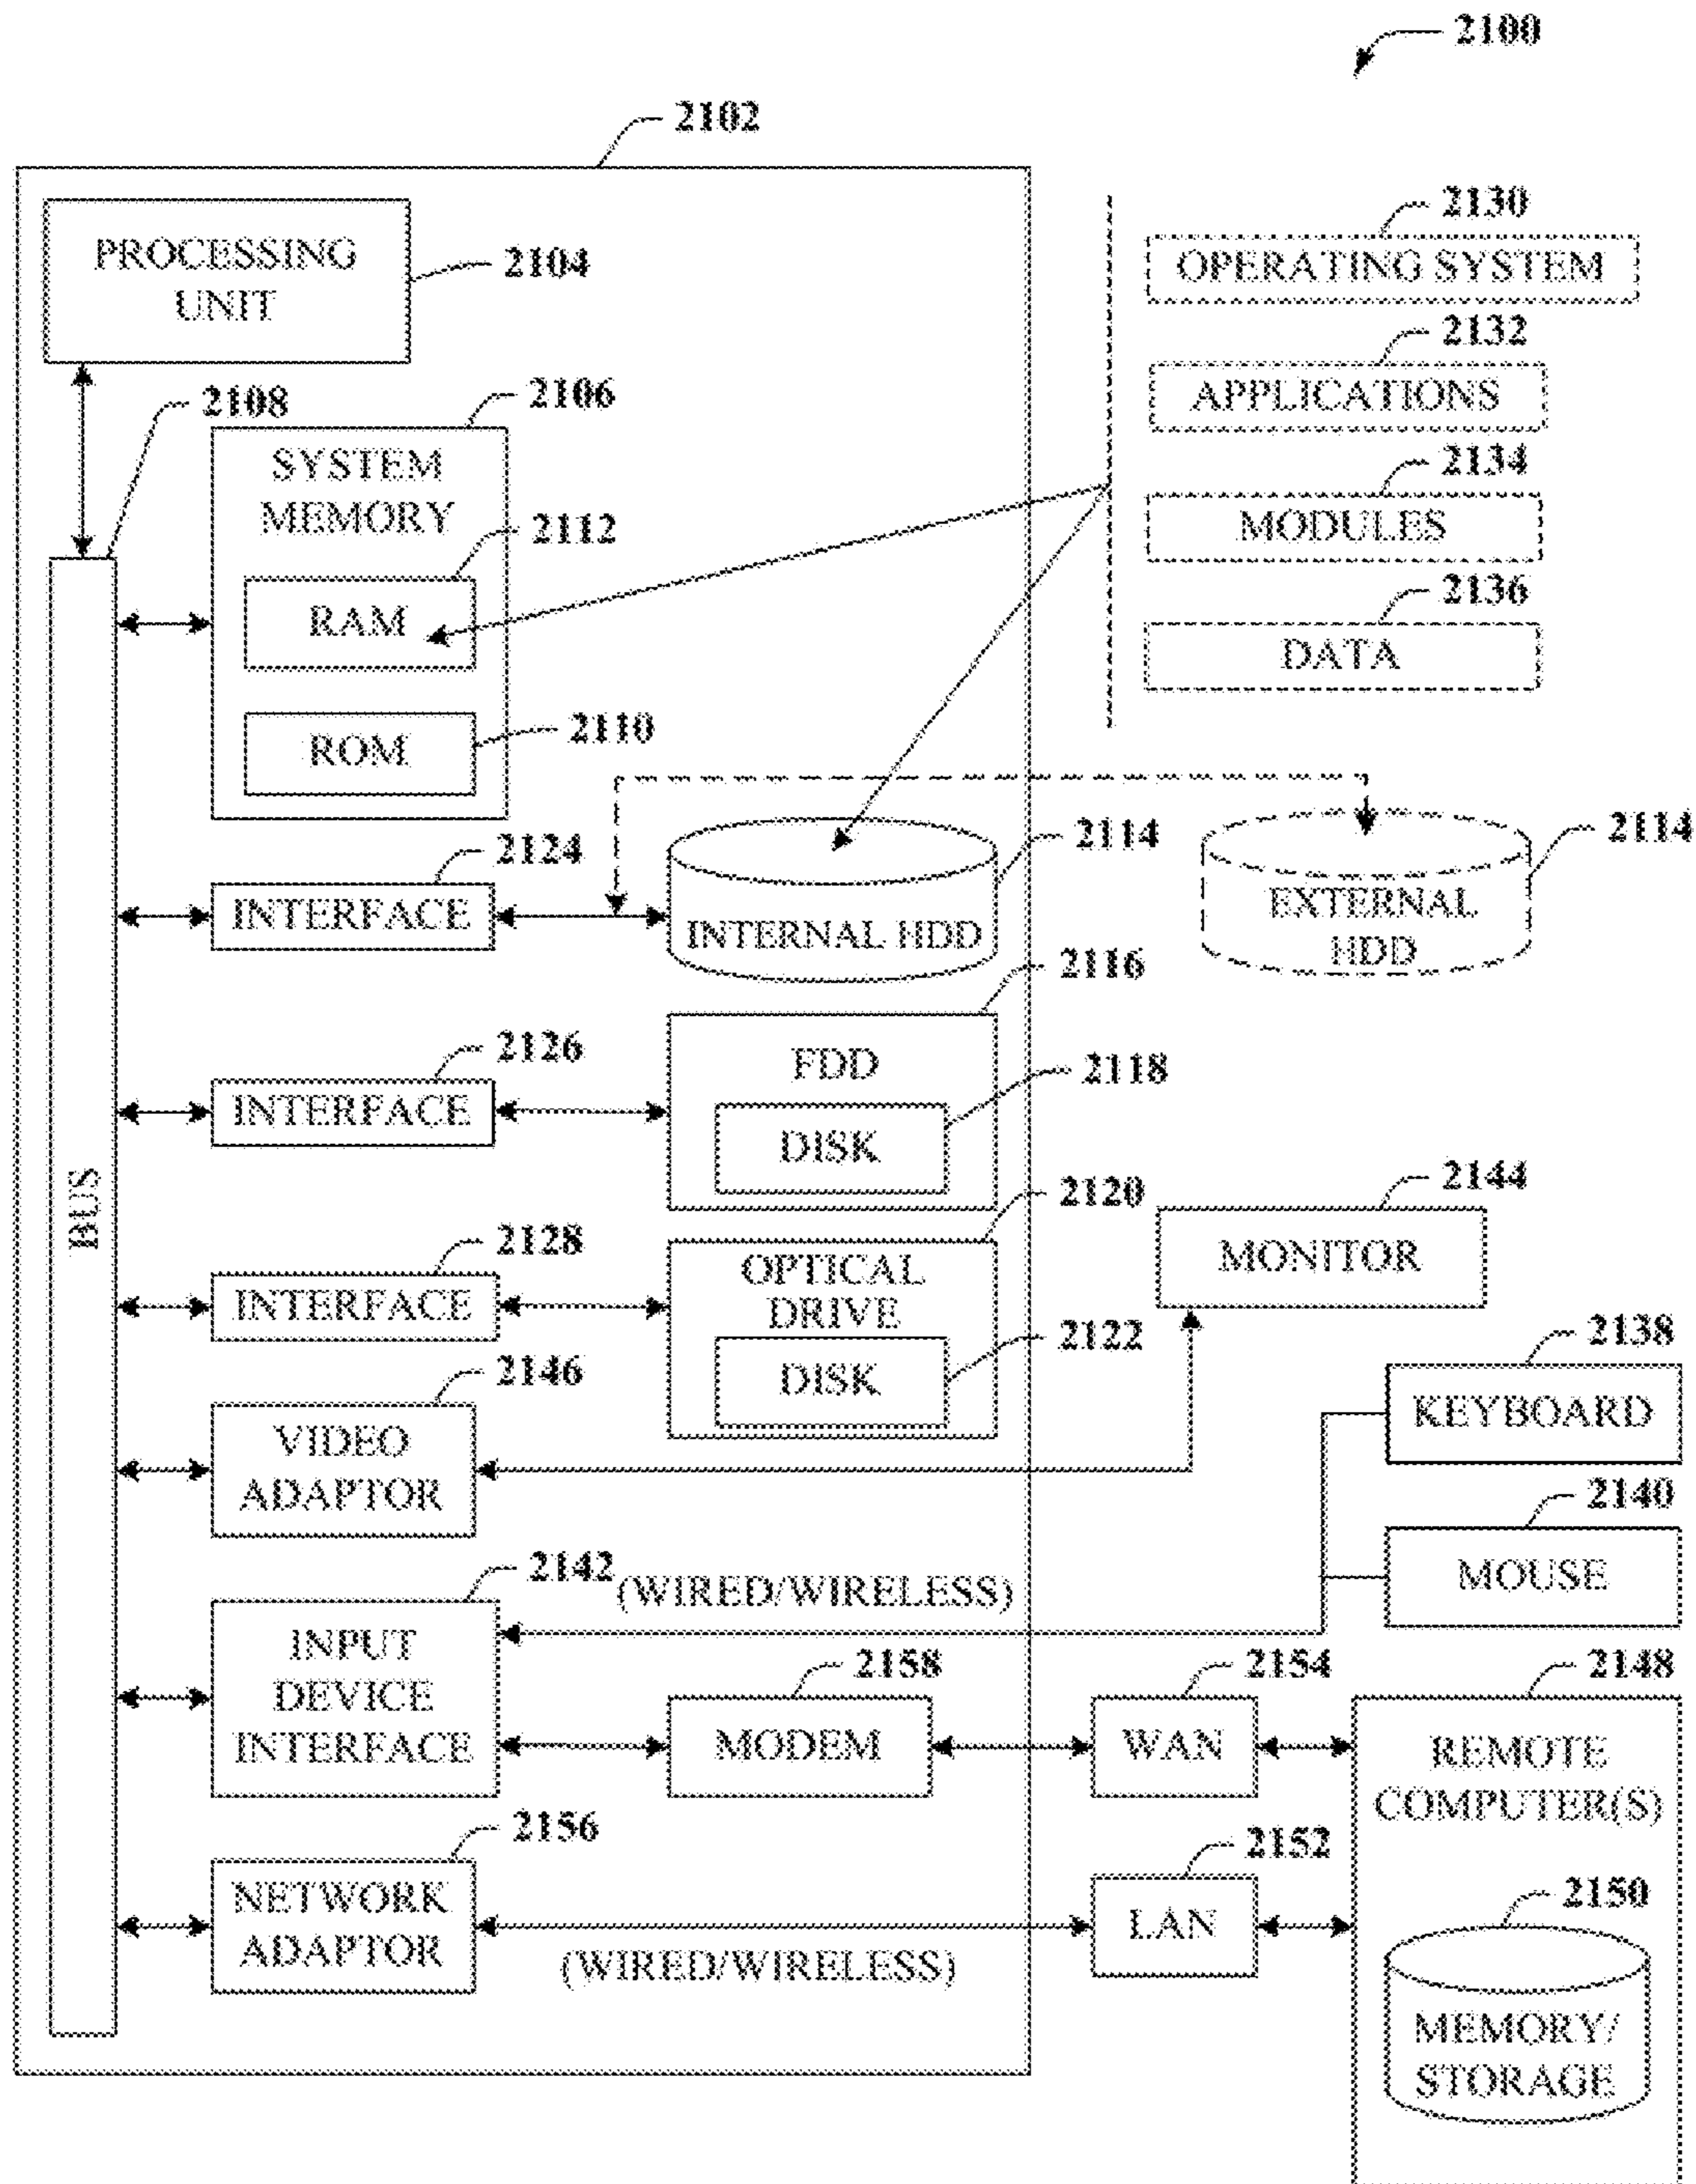 2100
2102
PROCESSING
UNIT
2104
2108
2106
SYSTEM
MEMORY
2112
RAM
ROM
2110
2130
OPERATING SYSTEM
2132
APPLICATIONS
2134
MODULES
2136
DATA
2124
INTERFACE
INTERNAL HDD
2114
EXTERNAL
HDD
2114
2126
INTERFACE
2116
FDD
2118
DISK
BUS
2128
INTERFACE
2120
OPTICAL
DRIVE
2122
DISK
2144
MONITOR
2146
VIDEO
ADAPTOR
2138
KEYBOARD
2140
MOUSE
2142
(WIRED/WIRELESS)
INPUT
DEVICE
INTERFACE
2158
MODEM
2154
WAN
2148
REMOTE
COMPUTER(S)
2156
NETWORK
ADAPTOR
(WIRED/WIRELESS)
2152
LAN
2150
MEMORY/
STORAGE